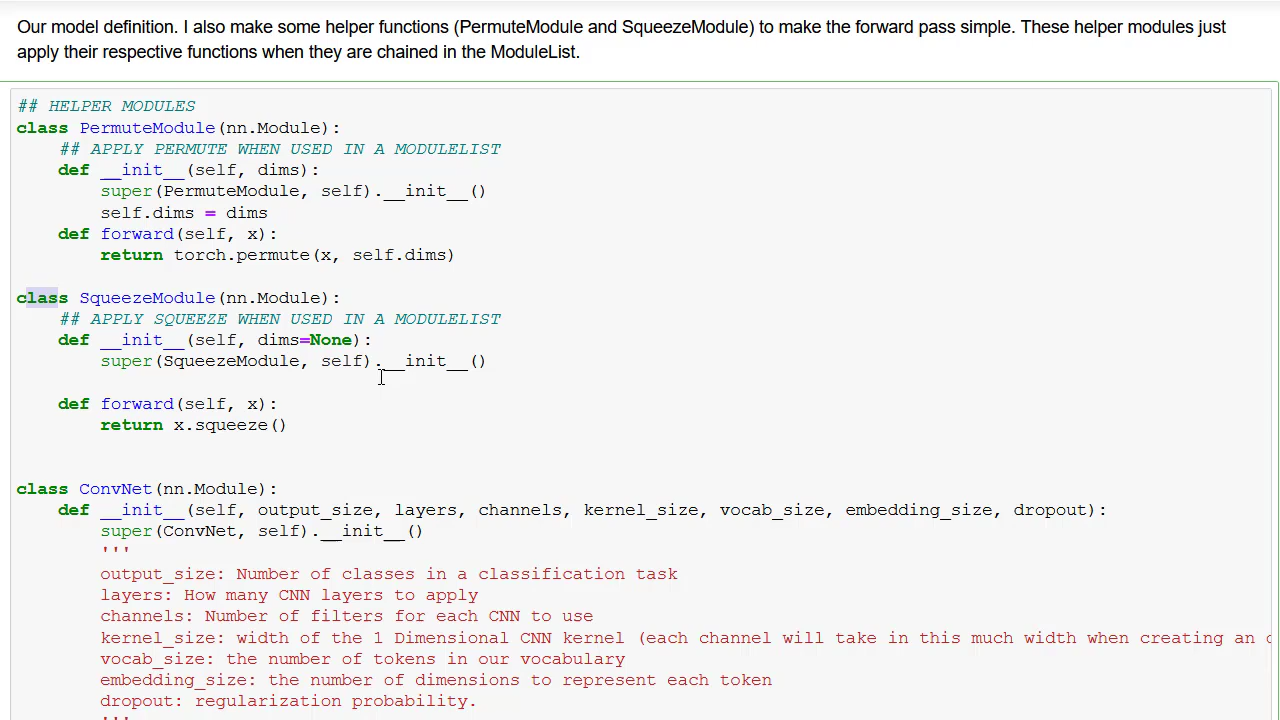 Our model definition. I also make some helper functions (PermuteModule and SqueezeModule) to make the forward pass simple. These helper modules just
apply their respective functions when they are chained in the ModuleList.
## HELPER MODULES
class PermuteModule(nn.Module):
    ## APPLY PERMUTE WHEN USED IN A MODULELIST
    def __init__(self, dims):
        super(PermuteModule, self).__init__()
        self.dims = dims
    def forward(self, x):
        return torch.permute(x, self.dims)
class SqueezeModule(nn.Module):
    ## APPLY SQUEEZE WHEN USED IN A MODULELIST
    def __init__(self, dims=None):
        super(SqueezeModule, self).__init__()
    def forward(self, x):
        return x.squeeze()
class ConvNet(nn.Module):
    def __init__(self, output_size, layers, channels, kernel_size, vocab_size, embedding_size, dropout):
        super(ConvNet, self).__init__()
        '''
        output_size: Number of classes in a classification task
        layers: How many CNN layers to apply
        channels: Number of filters for each CNN to use
        kernel_size: width of the 1 Dimensional CNN kernel (each channel will take in this much width when creating an
        vocab_size: the number of tokens in our vocabulary
        embedding_size: the number of dimensions to represent each token
        dropout: regularization probability.
        '''